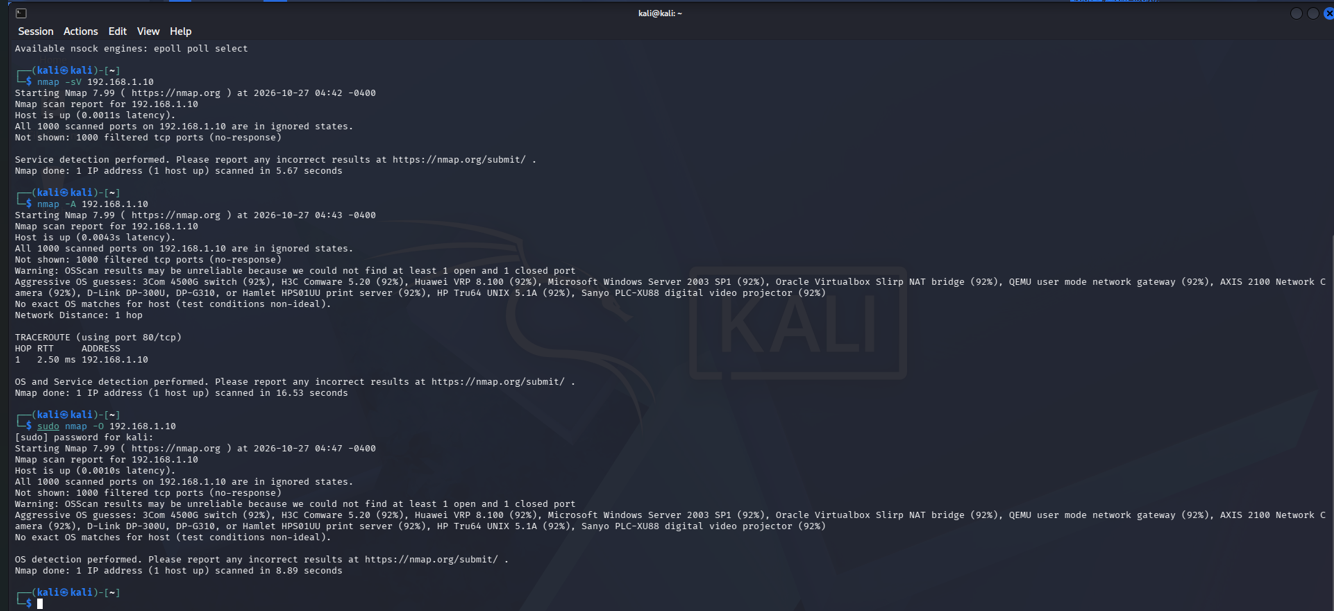 kali@kali: ~
Session Actions Edit View Help
Available nsock engines: epoll poll select
┌──(kali㉿kali)-[~]
└─$ nmap -sV 192.168.1.10
Starting Nmap 7.99 ( https://nmap.org ) at 2026-10-27 04:42 -0400
Nmap scan report for 192.168.1.10
Host is up (0.0011s latency).
All 1000 scanned ports on 192.168.1.10 are in ignored states.
Not shown: 1000 filtered tcp ports (no-response)
Service detection performed. Please report any incorrect results at https://nmap.org/submit/ .
Nmap done: 1 IP address (1 host up) scanned in 5.67 seconds
┌──(kali㉿kali)-[~]
└─$ nmap -A 192.168.1.10
Starting Nmap 7.99 ( https://nmap.org ) at 2026-10-27 04:43 -0400
Nmap scan report for 192.168.1.10
Host is up (0.0043s latency).
All 1000 scanned ports on 192.168.1.10 are in ignored states.
Not shown: 1000 filtered tcp ports (no-response)
Warning: OSScan results may be unreliable because we could not find at least 1 open and 1 closed port
Aggressive OS guesses: 3Com 4500G switch (92%), H3C Comware 5.20 (92%), Huawei VRP 8.100 (92%), Microsoft Windows Server 2003 SP1 (92%), Oracle Virtualbox Slirp NAT bridge (92%), QEMU user mode network gateway (92%), AXIS 2100 Network C
amera (92%), D-Link DP-300U, DP-G310, or Hamlet HPS01UU print server (92%), HP Tru64 UNIX 5.1A (92%), Sanyo PLC-XU88 digital video projector (92%)
No exact OS matches for host (test conditions non-ideal).
Network Distance: 1 hop
TRACEROUTE (using port 80/tcp)
HOP RTT     ADDRESS
1   2.50 ms 192.168.1.10
OS and Service detection performed. Please report any incorrect results at https://nmap.org/submit/ .
Nmap done: 1 IP address (1 host up) scanned in 16.53 seconds
┌──(kali㉿kali)-[~]
└─$ sudo nmap -O 192.168.1.10
[sudo] password for kali:
Starting Nmap 7.99 ( https://nmap.org ) at 2026-10-27 04:47 -0400
Nmap scan report for 192.168.1.10
Host is up (0.0010s latency).
All 1000 scanned ports on 192.168.1.10 are in ignored states.
Not shown: 1000 filtered tcp ports (no-response)
Warning: OSScan results may be unreliable because we could not find at least 1 open and 1 closed port
Aggressive OS guesses: 3Com 4500G switch (92%), H3C Comware 5.20 (92%), Huawei VRP 8.100 (92%), Microsoft Windows Server 2003 SP1 (92%), Oracle Virtualbox Slirp NAT bridge (92%), QEMU user mode network gateway (92%), AXIS 2100 Network C
amera (92%), D-Link DP-300U, DP-G310, or Hamlet HPS01UU print server (92%), HP Tru64 UNIX 5.1A (92%), Sanyo PLC-XU88 digital video projector (92%)
No exact OS matches for host (test conditions non-ideal).
OS detection performed. Please report any incorrect results at https://nmap.org/submit/ .
Nmap done: 1 IP address (1 host up) scanned in 8.89 seconds
┌──(kali㉿kali)-[~]
└─$
KALI